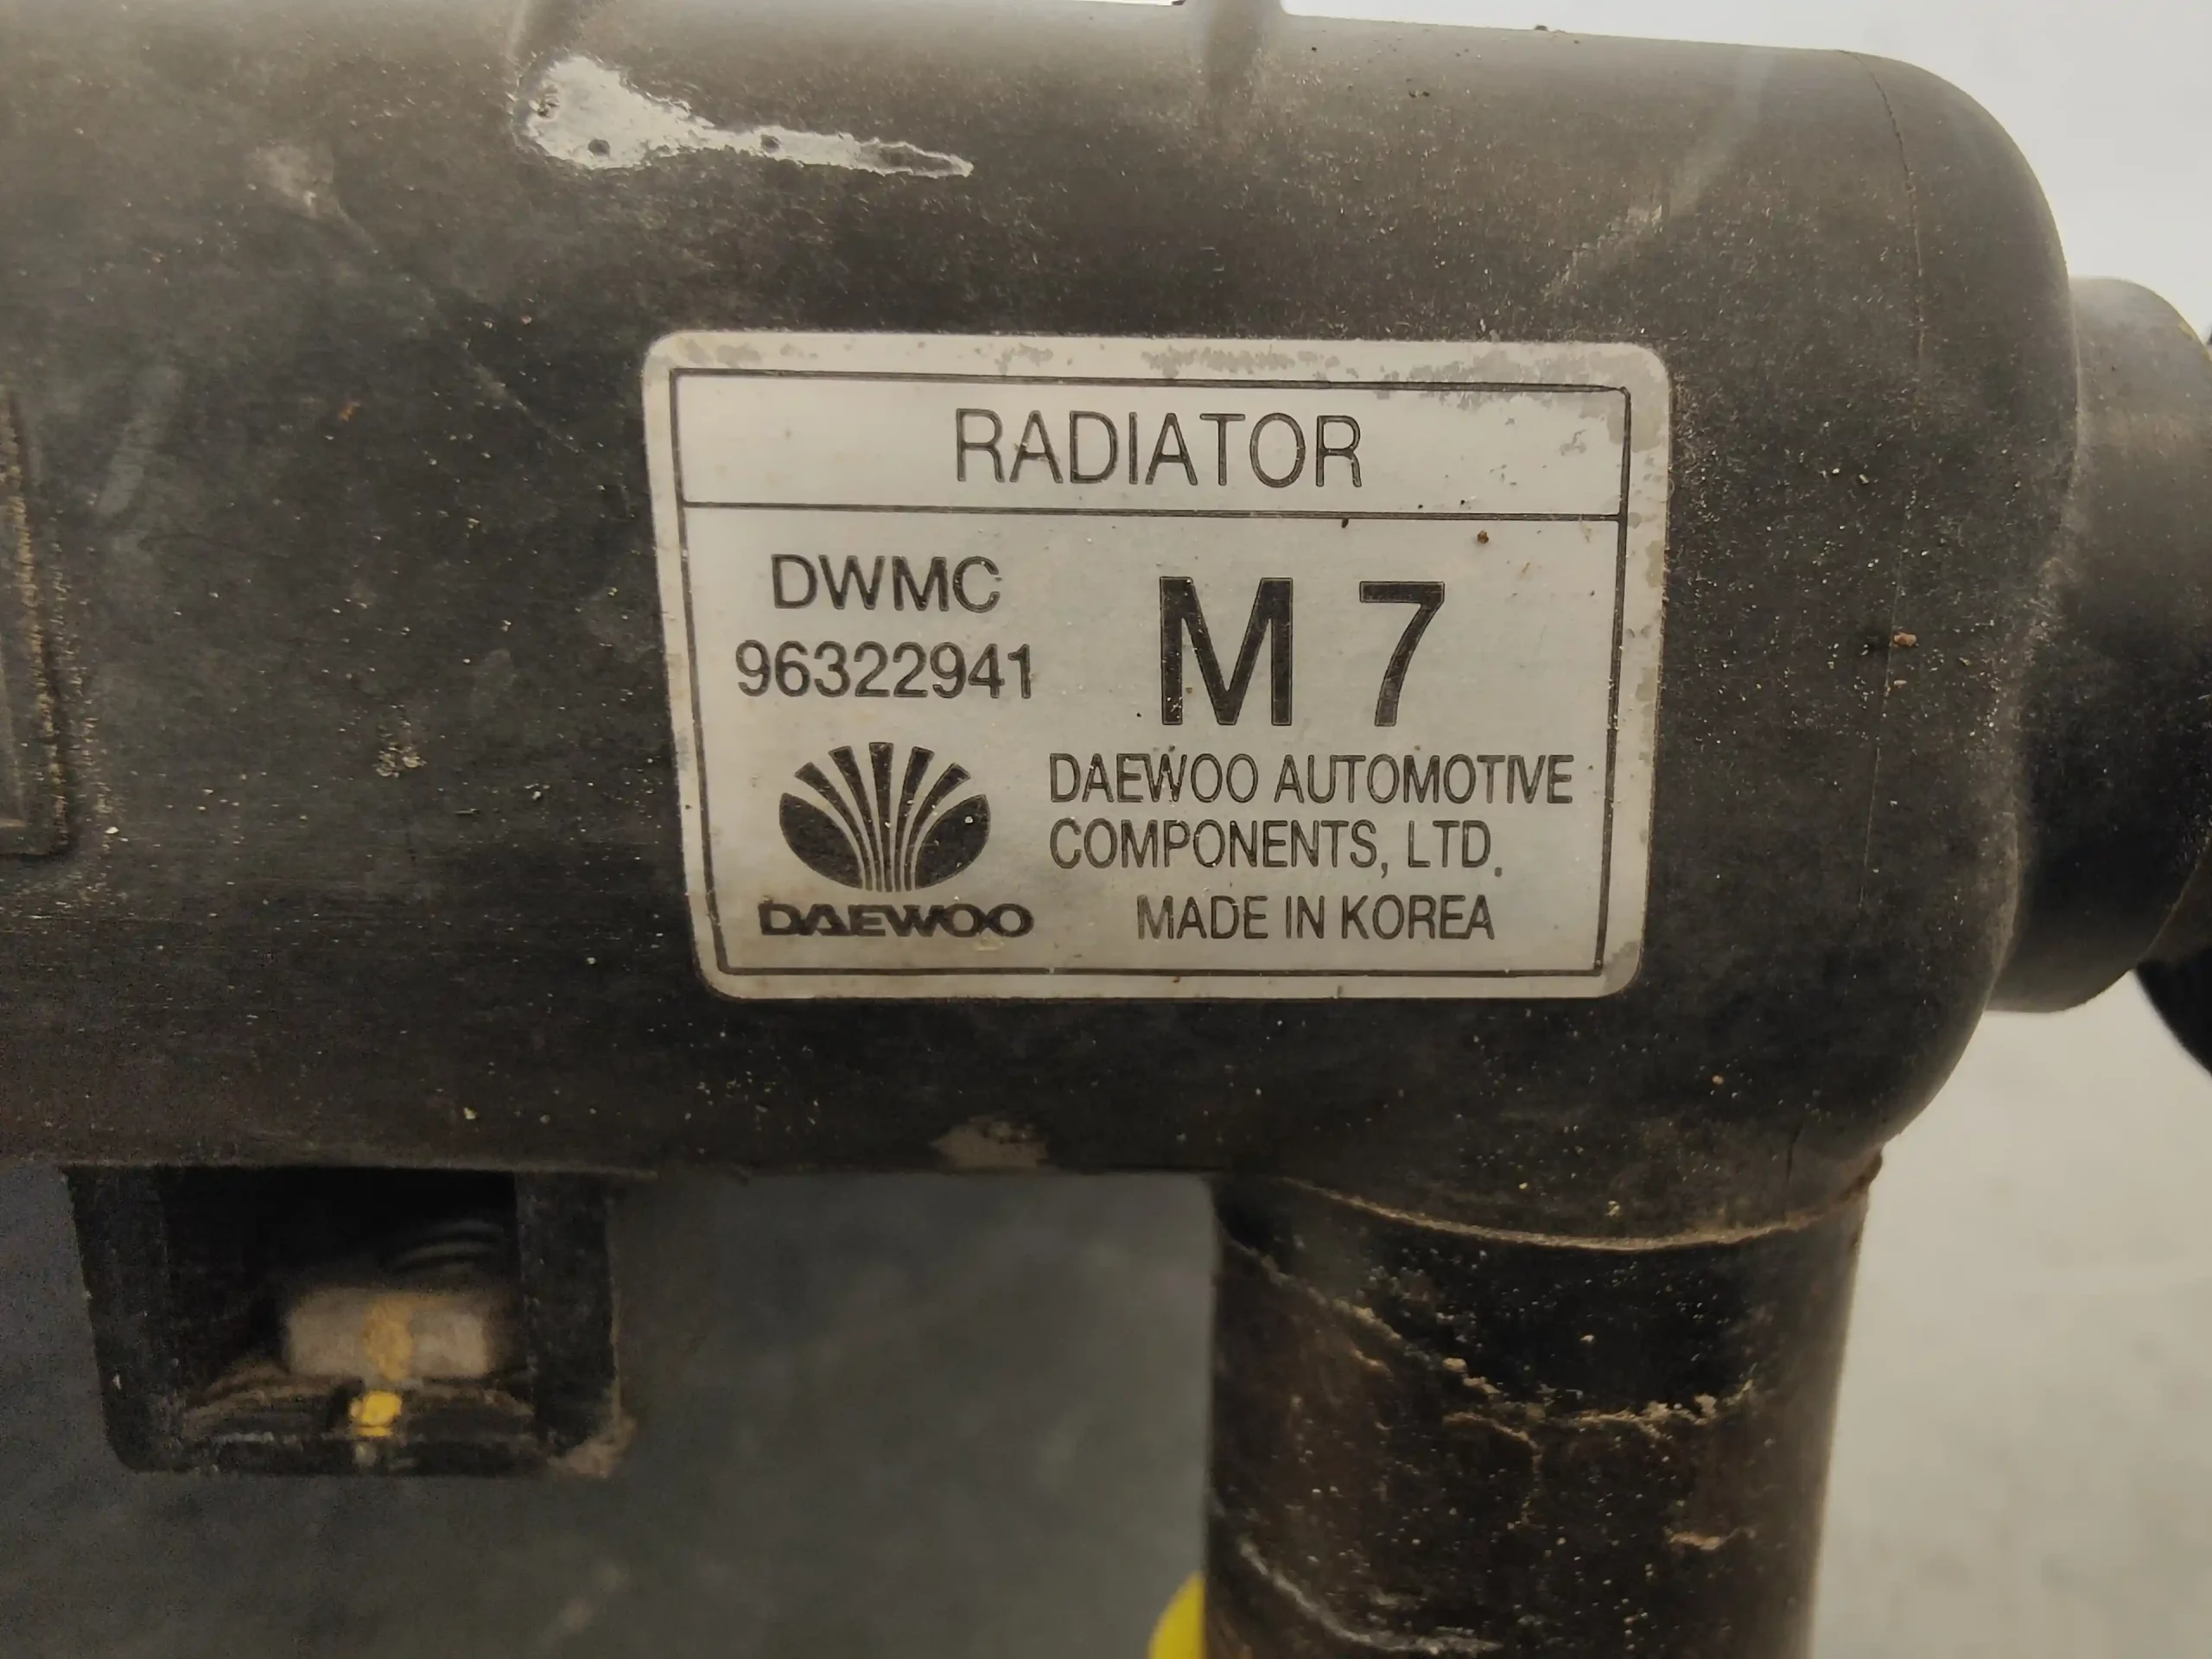 RADIATOR
DWMC
96322941
M 7
DAEWOO
DAEWOO AUTOMOTIVE
COMPONENTS, LTD.
MADE IN KOREA